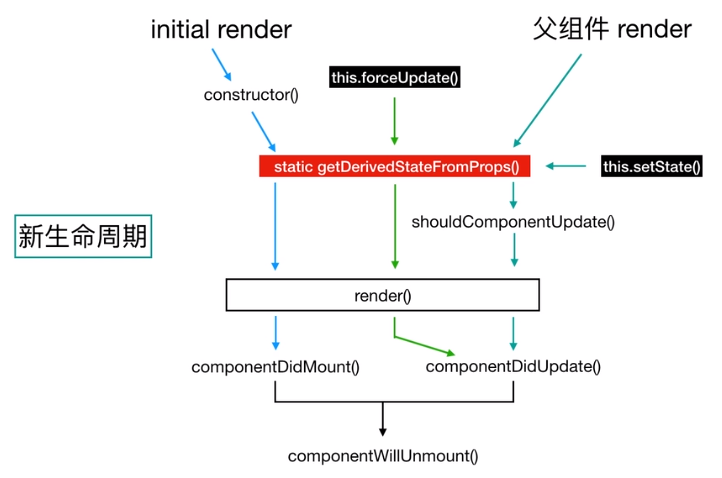 initial render
父组件 render
this.forceUpdate()
constructor()
static getDerivedStateFromProps()
this.setState()
shouldComponentUpdate()
新生命周期
render()
componentDidMount()
componentDidUpdate()
componentWillUnmount()